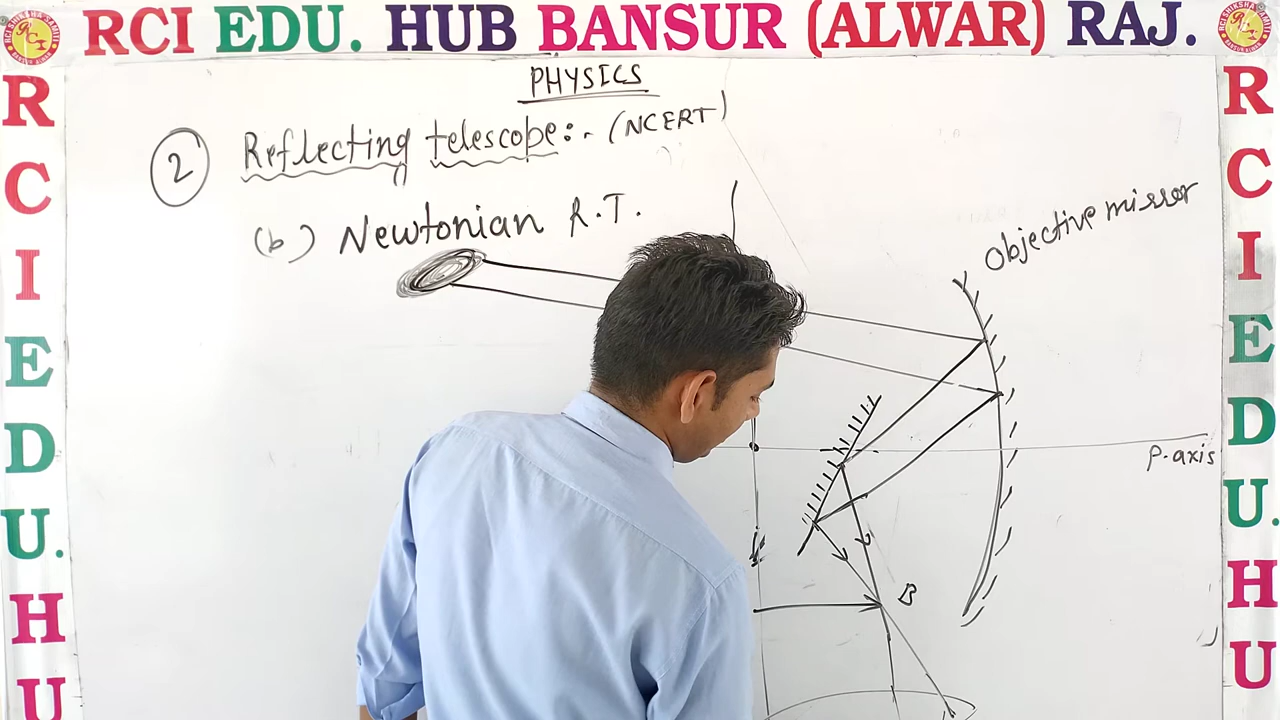 RCI EDU. HUB BANSUR (ALWAR) RAJ.
PHYSICS
2 Reflecting telescope:- (NCERT)
(b) Newtonian R.T.
Objective mirror
P.axis
B
R
C
I
E
D
U.
H
U
R
C
I
E
D
U.
H
U